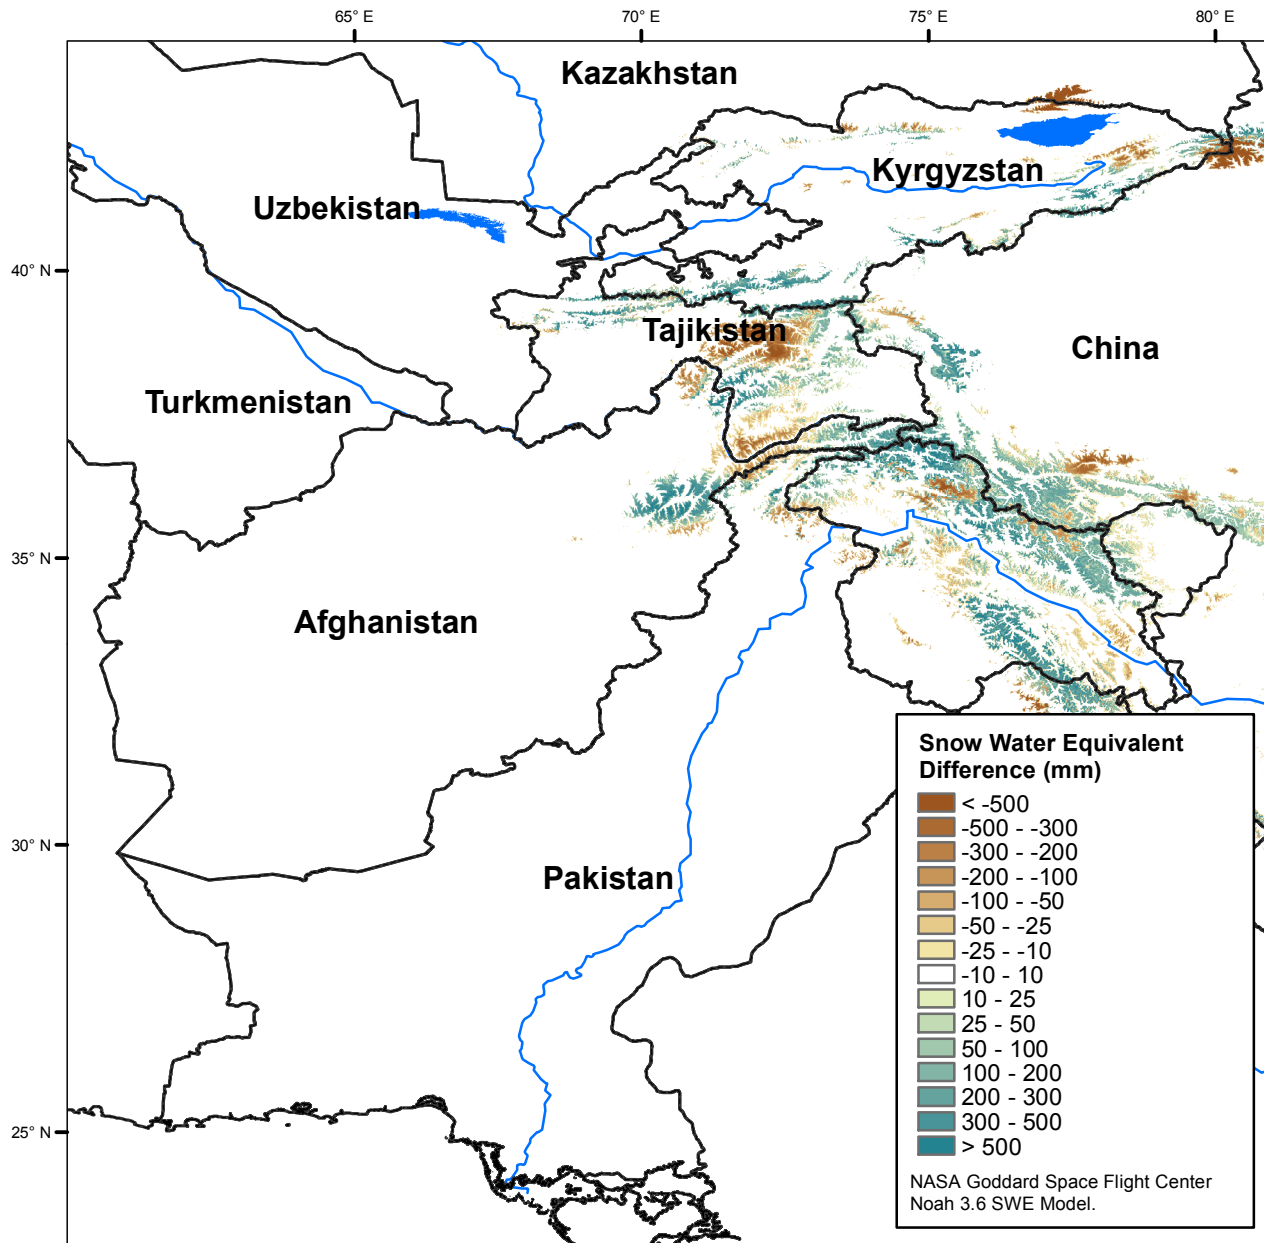 65° E
70° E
75° E
80° E
Kazakhstan
Kyrgyzstan
Uzbekistan
40° N
Tajikistan
China
Turkmenistan
35° N
Afghanistan
30° N
Pakistan
25° N
Snow Water Equivalent
Difference (mm)
< -500
-500 - -300
-300 - -200
-200 - -100
-100 - -50
-50 - -25
-25 - -10
-10 - 10
10 - 25
25 - 50
50 - 100
100 - 200
200 - 300
300 - 500
> 500
NASA Goddard Space Flight Center
Noah 3.6 SWE Model.